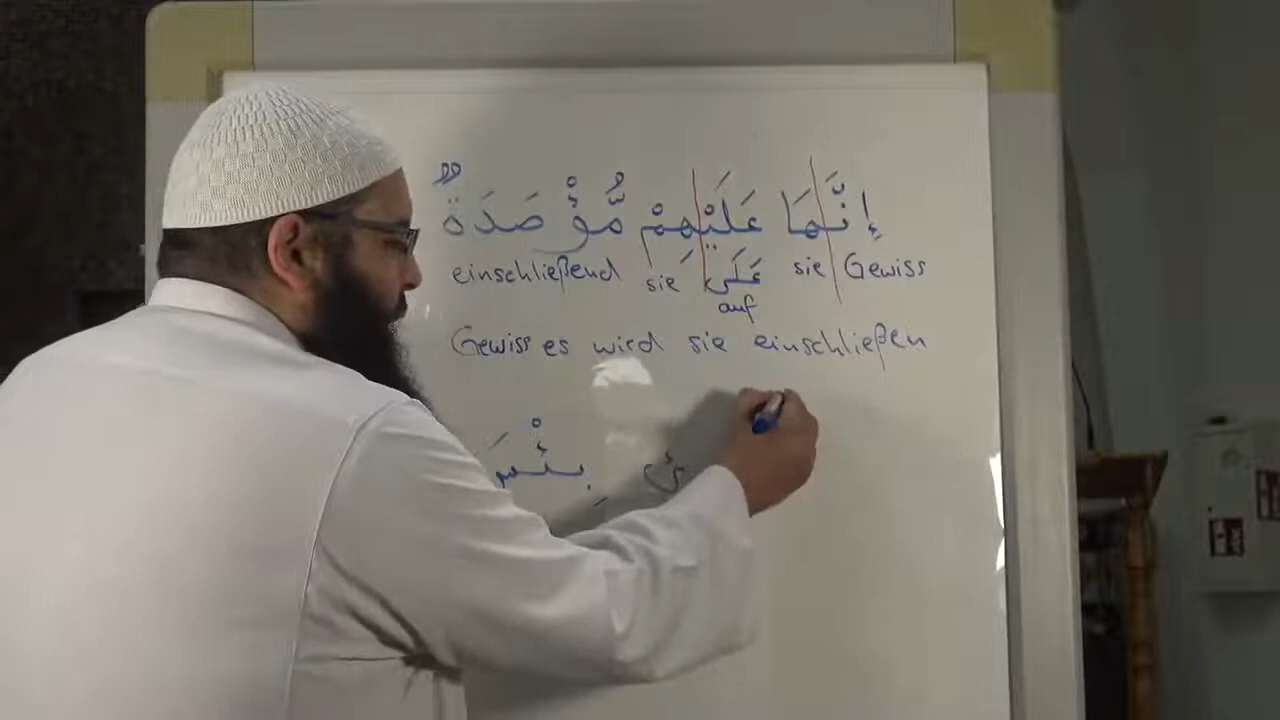 إِنَّهَا عَلَيْهِمْ مُّؤْصَدَةٌ
einschließend sie عَلَى sie Gewiss
auf
Gewiss es wird sie einschließen
بِئْسَ ئ